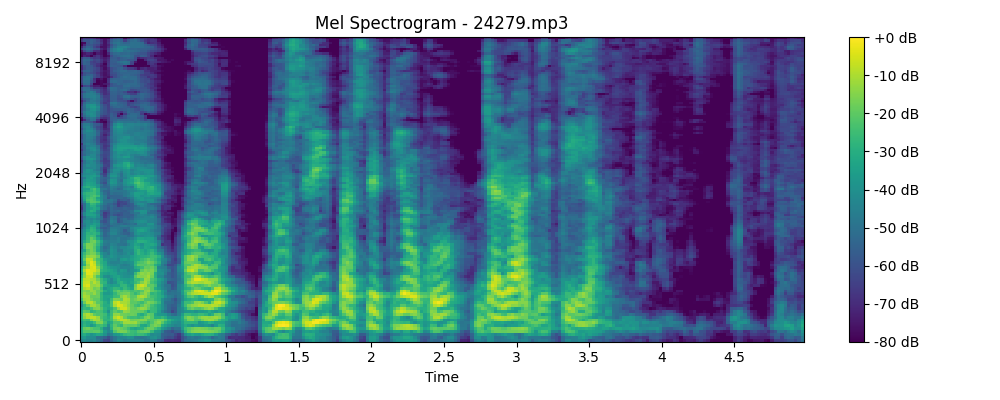 Mel Spectrogram - 24279.mp3
8192
4096
2048
1024
512
0
Hz
0 0.5 1 1.5 2 2.5 3 3.5 4 4.5
Time
+0 dB
-10 dB
-20 dB
-30 dB
-40 dB
-50 dB
-60 dB
-70 dB
-80 dB